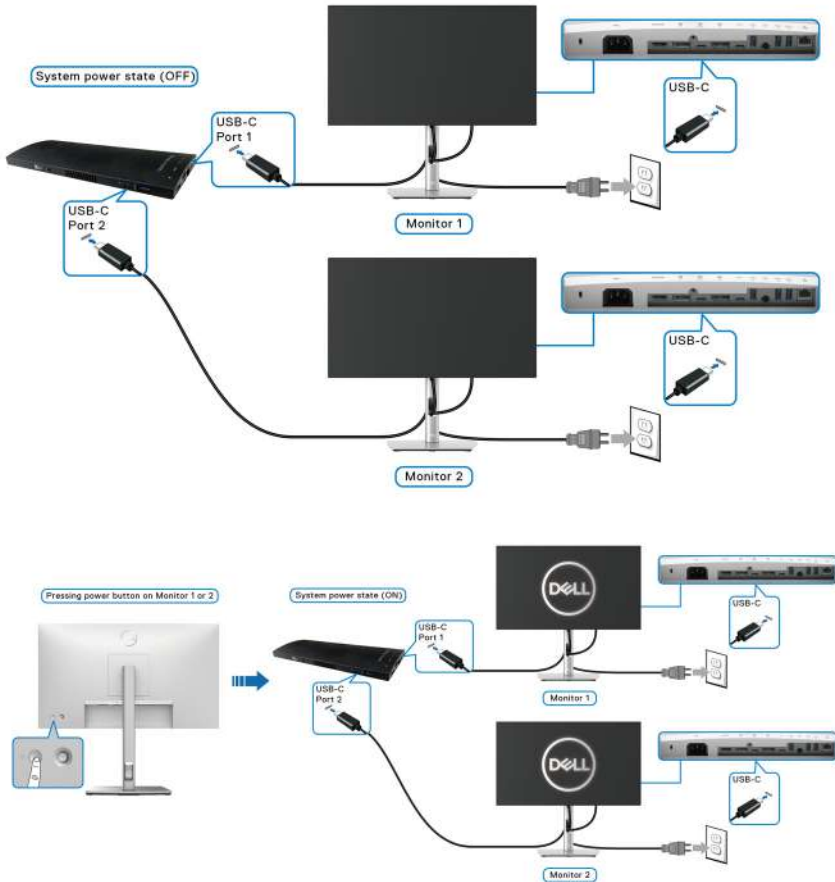 System power state (OFF)
USB-C
Port 1
USB-C
Monitor 1
USB-C
Port 2
USB-C
Monitor 2
Pressing power button on Monitor 1 or 2
System power state (ON)
DELL
USB-C
Port 1
USB-C
Monitor 1
USB-C
Port 2
DELL
USB-C
Monitor 2